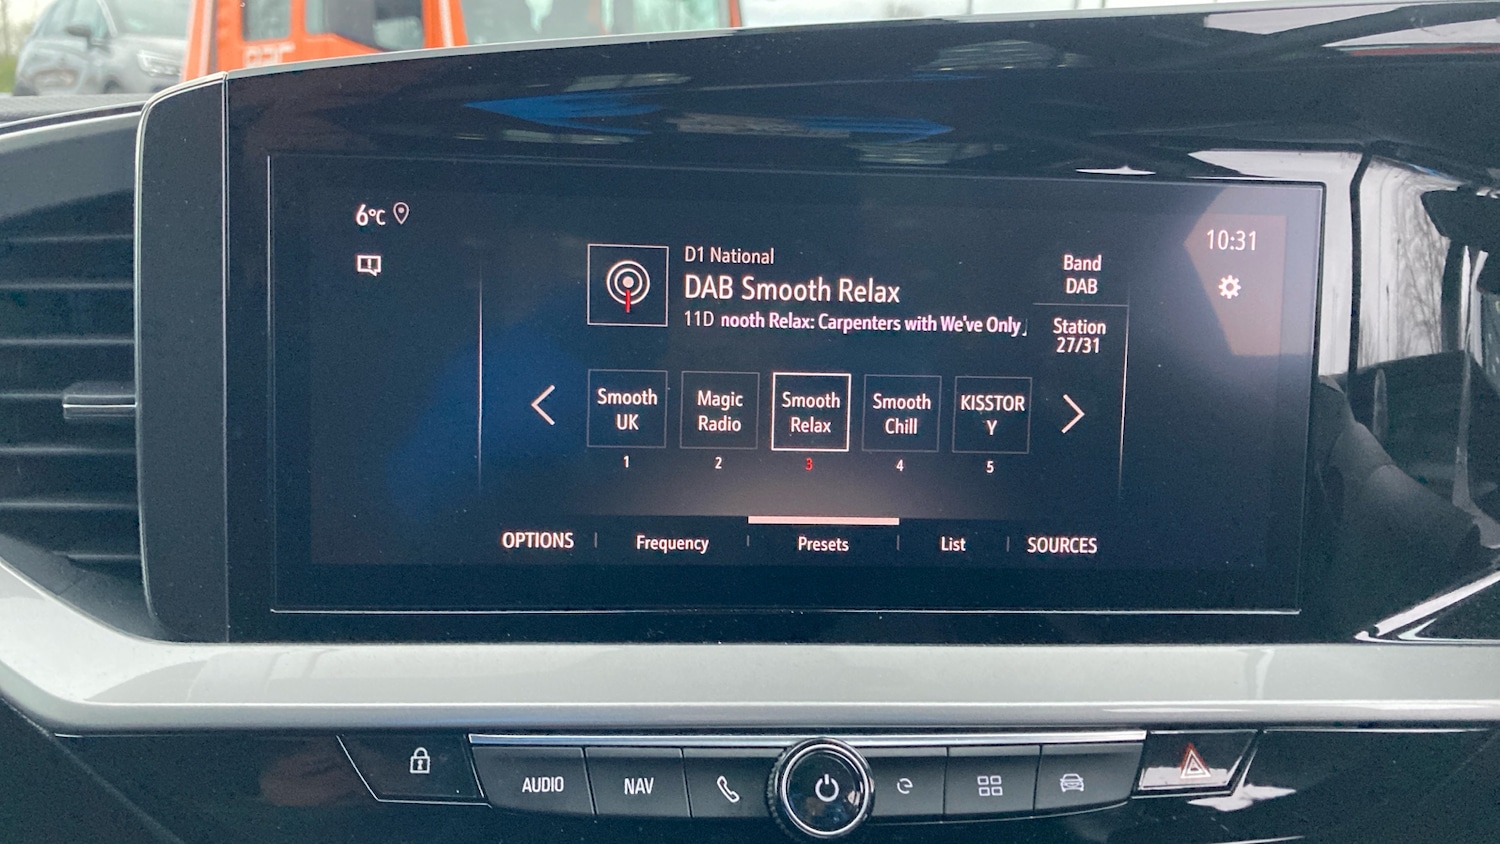 6°C
10:31
D1 National
DAB Smooth Relax
11D nooth Relax: Carpenters with We've Only
Band
DAB
Station
27/31
Smooth
UK
Magic
Radio
Smooth
Relax
Smooth
Chill
KISSTOR
Y
1 2 3 4 5
OPTIONS Frequency Presets List SOURCES
AUDIO NAV